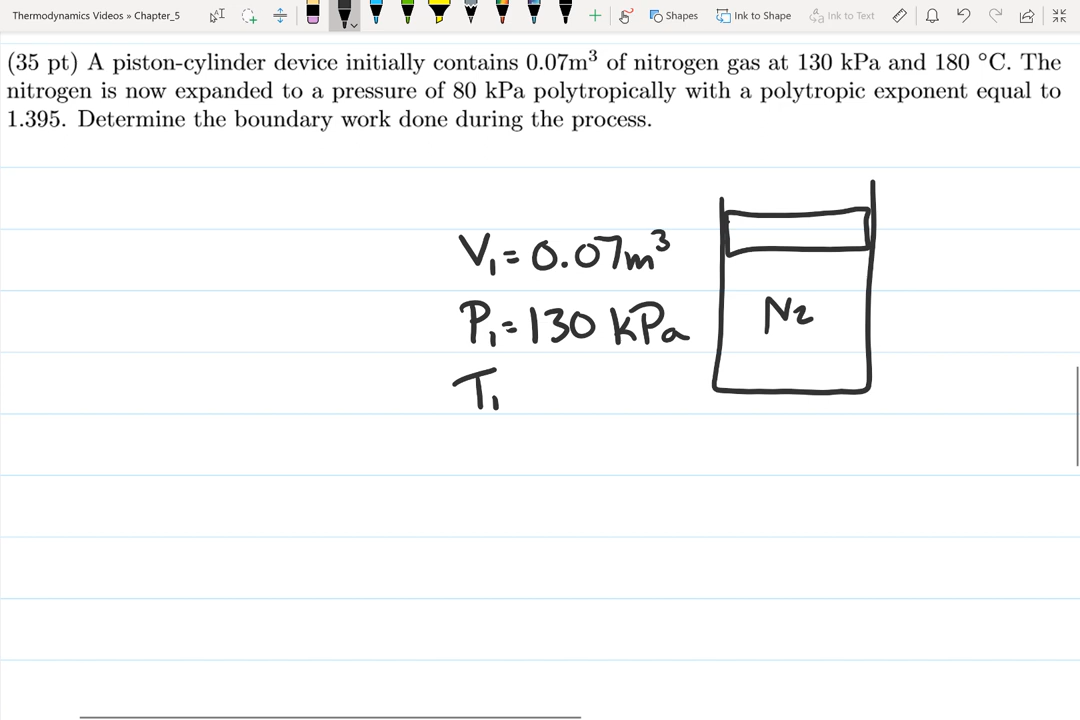 Thermodynamics Videos » Chapter_5
Shapes
Ink to Shape
Ink to Text
(35 pt) A piston-cylinder device initially contains 0.07m³ of nitrogen gas at 130 kPa and 180 °C. The
nitrogen is now expanded to a pressure of 80 kPa polytropically with a polytropic exponent equal to
1.395. Determine the boundary work done during the process.
V₁ = 0.07m³
P₁ = 130 kPa
N₂
T₁